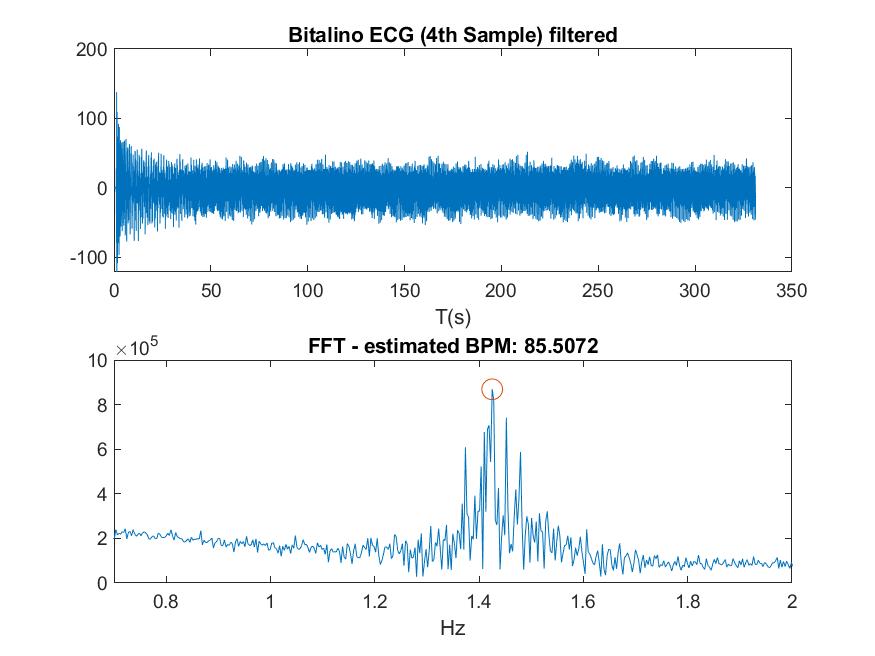 Bitalino ECG (4th Sample) filtered
200
100
0
-100
0 50 100 150 200 250 300 350
T(s)
FFT - estimated BPM: 85.5072
×10⁵
10
8
6
4
2
0
0.8 1 1.2 1.4 1.6 1.8 2
Hz